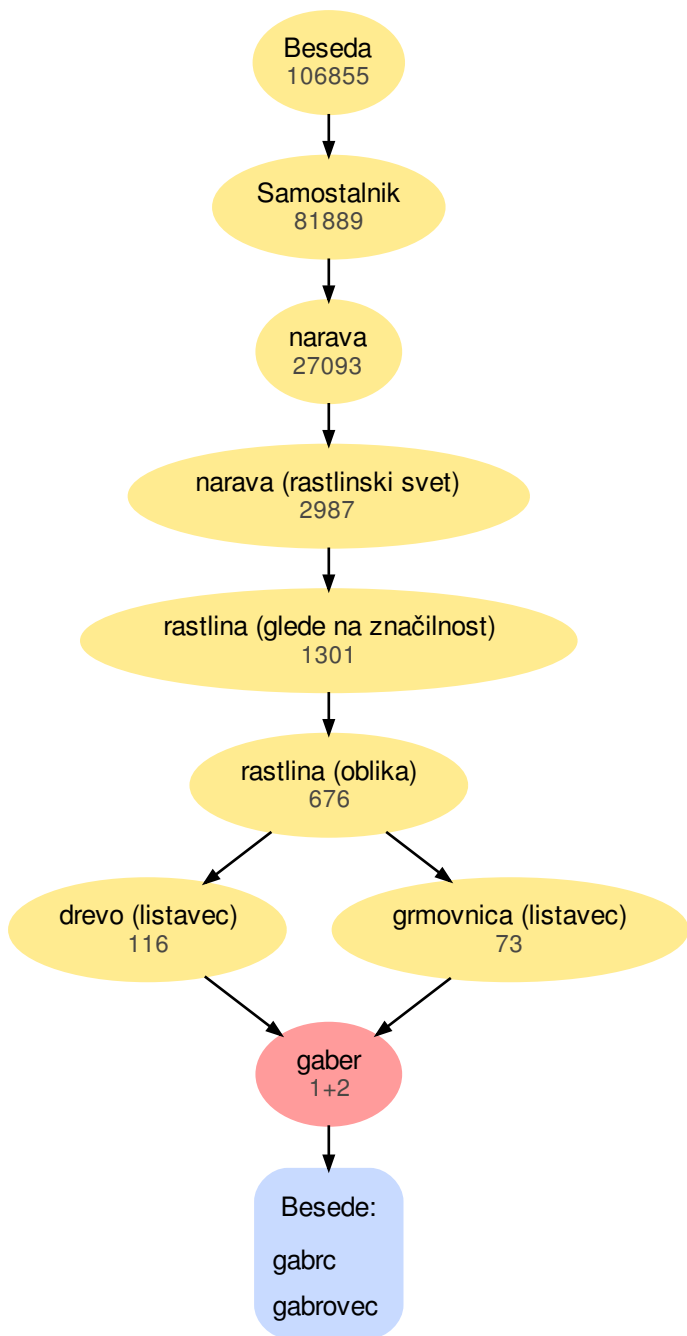 Beseda
106855
Samostalnik
81889
narava
27093
narava (rastlinski svet)
2987
rastlina (glede na značilnost)
1301
rastlina (oblika)
676
drevo (listavec)
116
grmovnica (listavec)
73
gaber
1+2
Besede:
gabrc
gabrovec